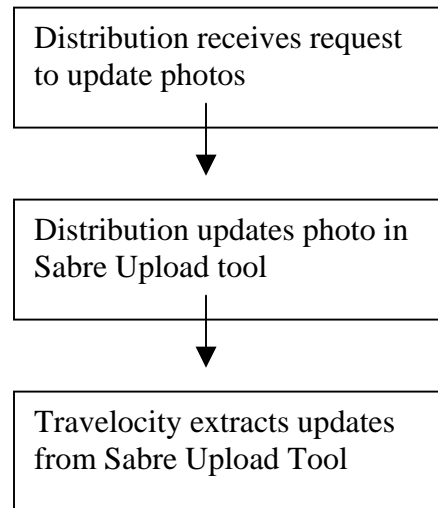 Distribution receives request
to update photos
Distribution updates photo in
Sabre Upload tool
Travelocity extracts updates
from Sabre Upload Tool